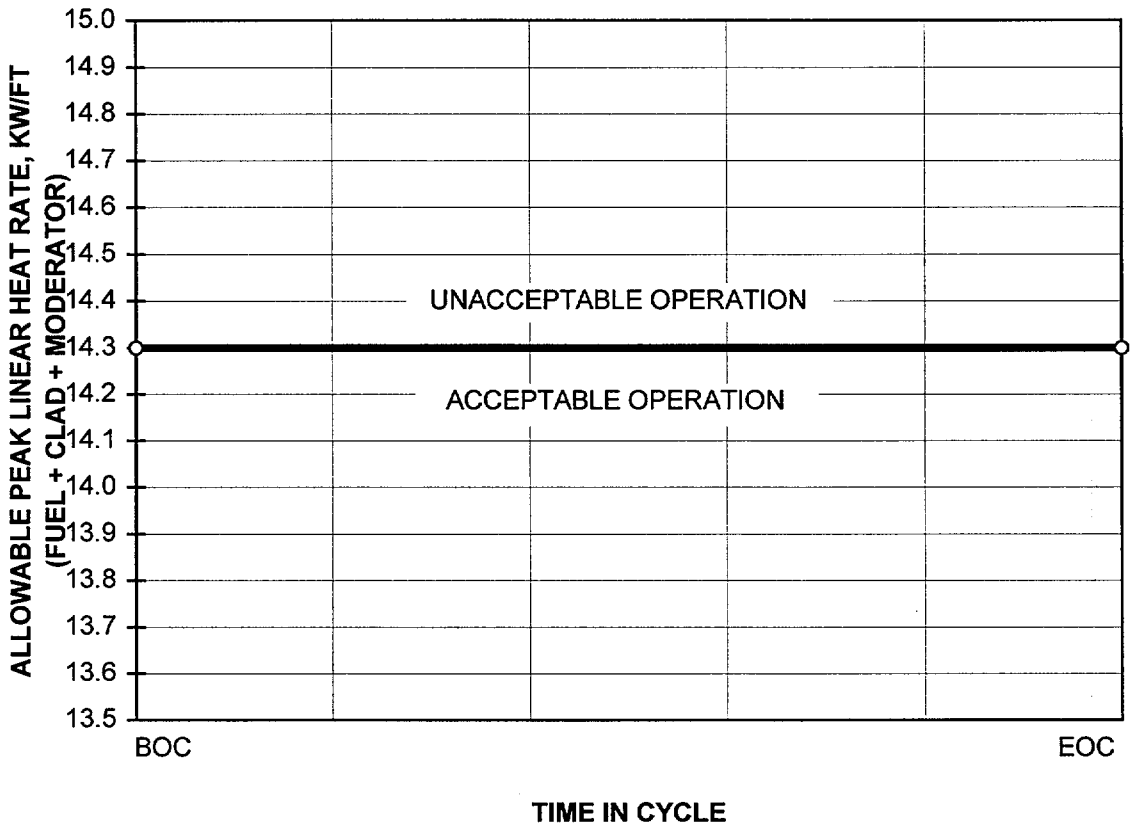 ALLOWABLE PEAK LINEAR HEAT RATE, KW/FT
(FUEL + CLAD + MODERATOR)
15.0
14.9
14.8
14.7
14.6
14.5
14.4
14.3
14.2
14.1
14.0
13.9
13.8
13.7
13.6
13.5
UNACCEPTABLE OPERATION
ACCEPTABLE OPERATION
BOC
EOC
TIME IN CYCLE